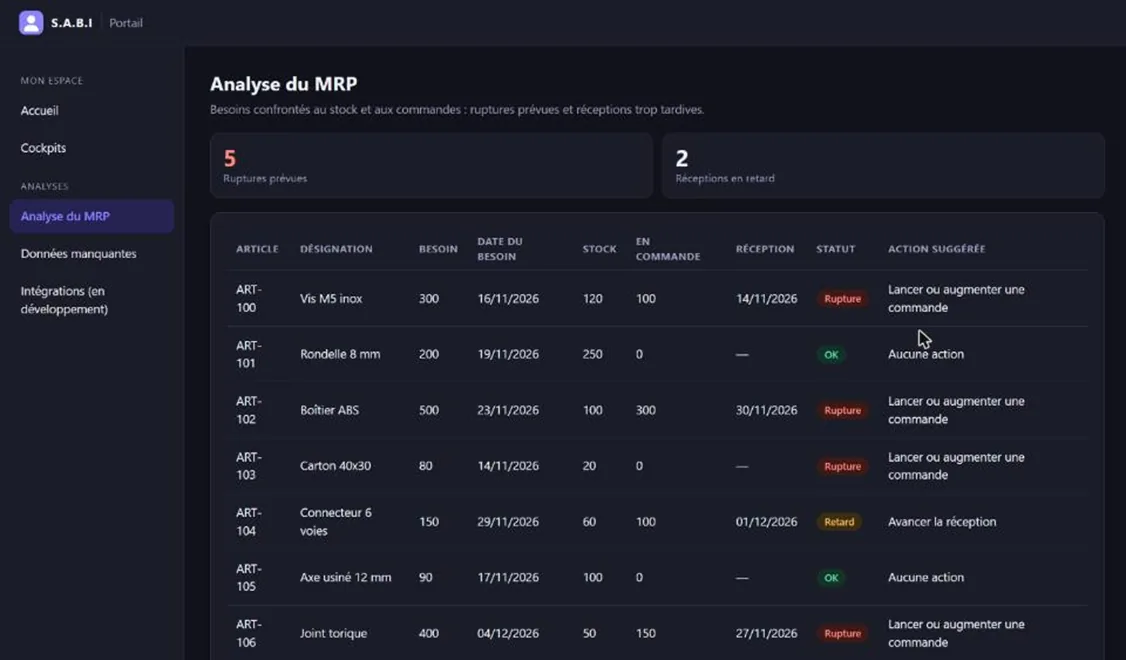 S.A.B.I Portail
MON ESPACE
Accueil
Cockpits
ANALYSES
Analyse du MRP
Données manquantes
Intégrations (en
développement)
Analyse du MRP
Besoins confrontés au stock et aux commandes : ruptures prévues et réceptions trop tardives.
5
Ruptures prévues
2
Réceptions en retard
ARTICLE DÉSIGNATION BESOIN DATE DU BESOIN STOCK EN COMMANDE RÉCEPTION STATUT ACTION SUGGÉRÉE
ART-100 Vis M5 inox 300 16/11/2026 120 100 14/11/2026 Rupture Lancer ou augmenter une commande
ART-101 Rondelle 8 mm 200 19/11/2026 250 0 — OK Aucune action
ART-102 Boîtier ABS 500 23/11/2026 100 300 30/11/2026 Rupture Lancer ou augmenter une commande
ART-103 Carton 40x30 80 14/11/2026 20 0 — Rupture Lancer ou augmenter une commande
ART-104 Connecteur 6 voies 150 29/11/2026 60 100 01/12/2026 Retard Avancer la réception
ART-105 Axe usiné 12 mm 90 17/11/2026 100 0 — OK Aucune action
ART-106 Joint torique 400 04/12/2026 50 150 27/11/2026 Rupture Lancer ou augmenter une commande